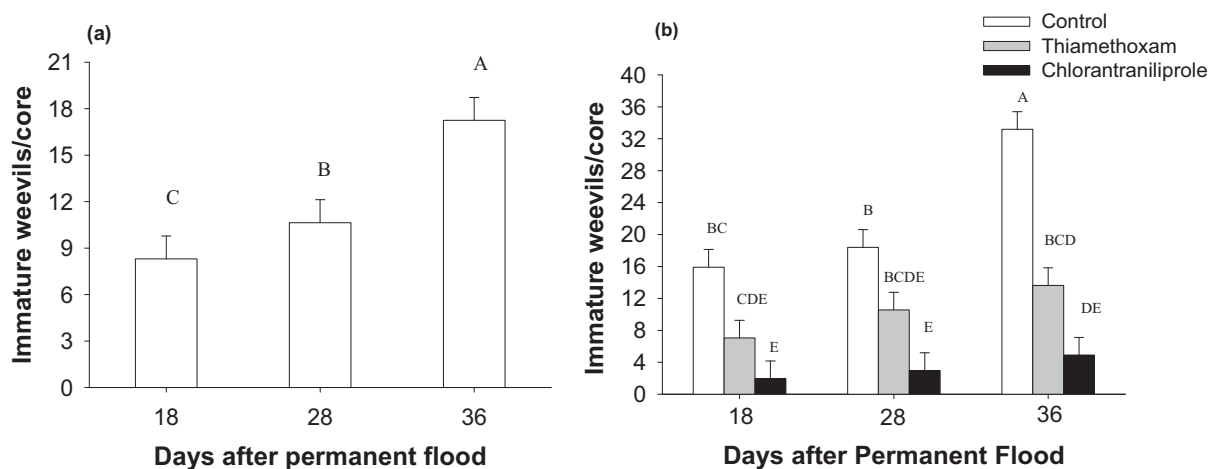 (a)
21
18
15
12
9
6
3
0
Immature weevils/core
C
B
A
18 28 36
Days after permanent flood
(b)
Control
Thiamethoxam
Chlorantraniliprole
40
36
32
28
24
20
16
12
8
4
0
Immature weevils/core
BC
CDE
E
B
BCDE
E
A
BCD
DE
18 28 36
Days after Permanent Flood